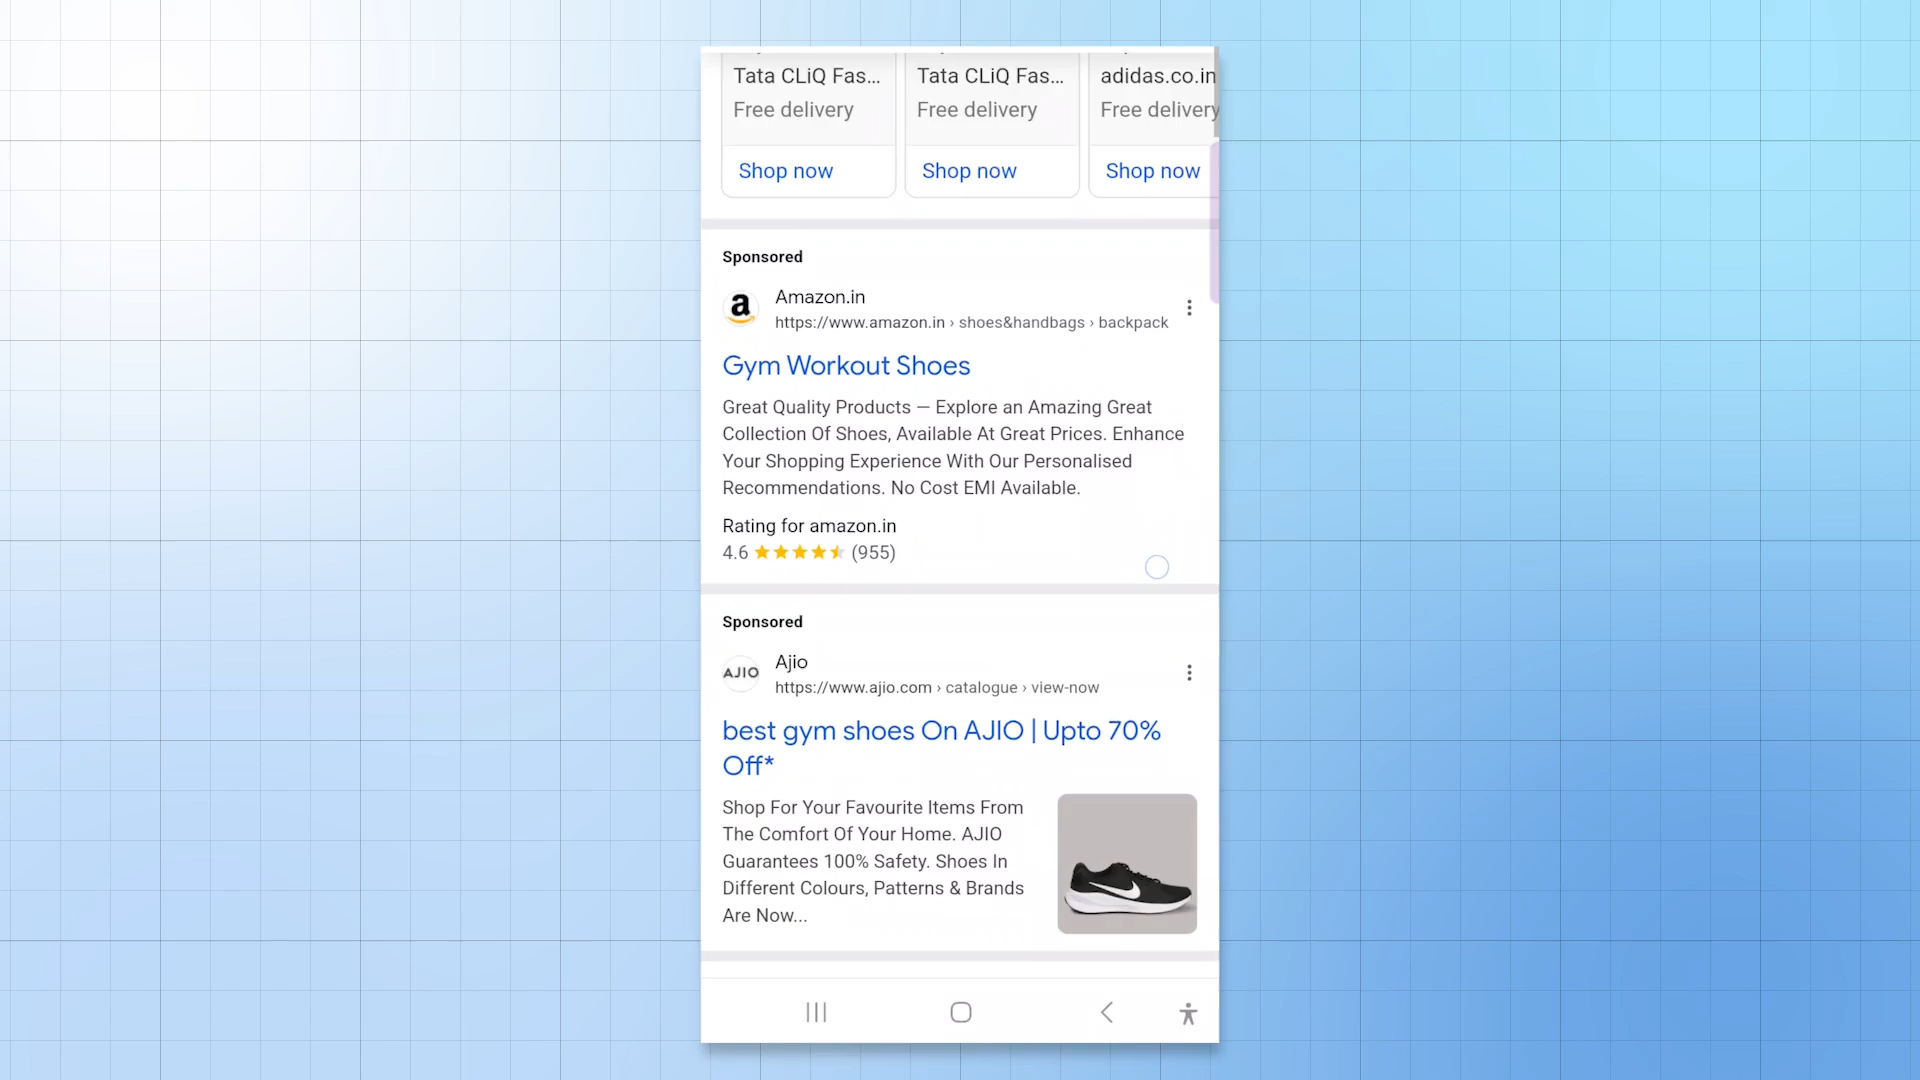 Tata CLiQ Fas... Tata CLiQ Fas... adidas.co.in
Free delivery Free delivery Free delivery
Shop now Shop now Shop now
Sponsored
a Amazon.in
https://www.amazon.in › shoes&handbags › backpack
Gym Workout Shoes
Great Quality Products — Explore an Amazing Great
Collection Of Shoes, Available At Great Prices. Enhance
Your Shopping Experience With Our Personalised
Recommendations. No Cost EMI Available.
Rating for amazon.in
4.6 (955)
Sponsored
AJIO Ajio
https://www.ajio.com › catalogue › view-now
best gym shoes On AJIO | Upto 70%
Off*
Shop For Your Favourite Items From
The Comfort Of Your Home. AJIO
Guarantees 100% Safety. Shoes In
Different Colours, Patterns & Brands
Are Now...